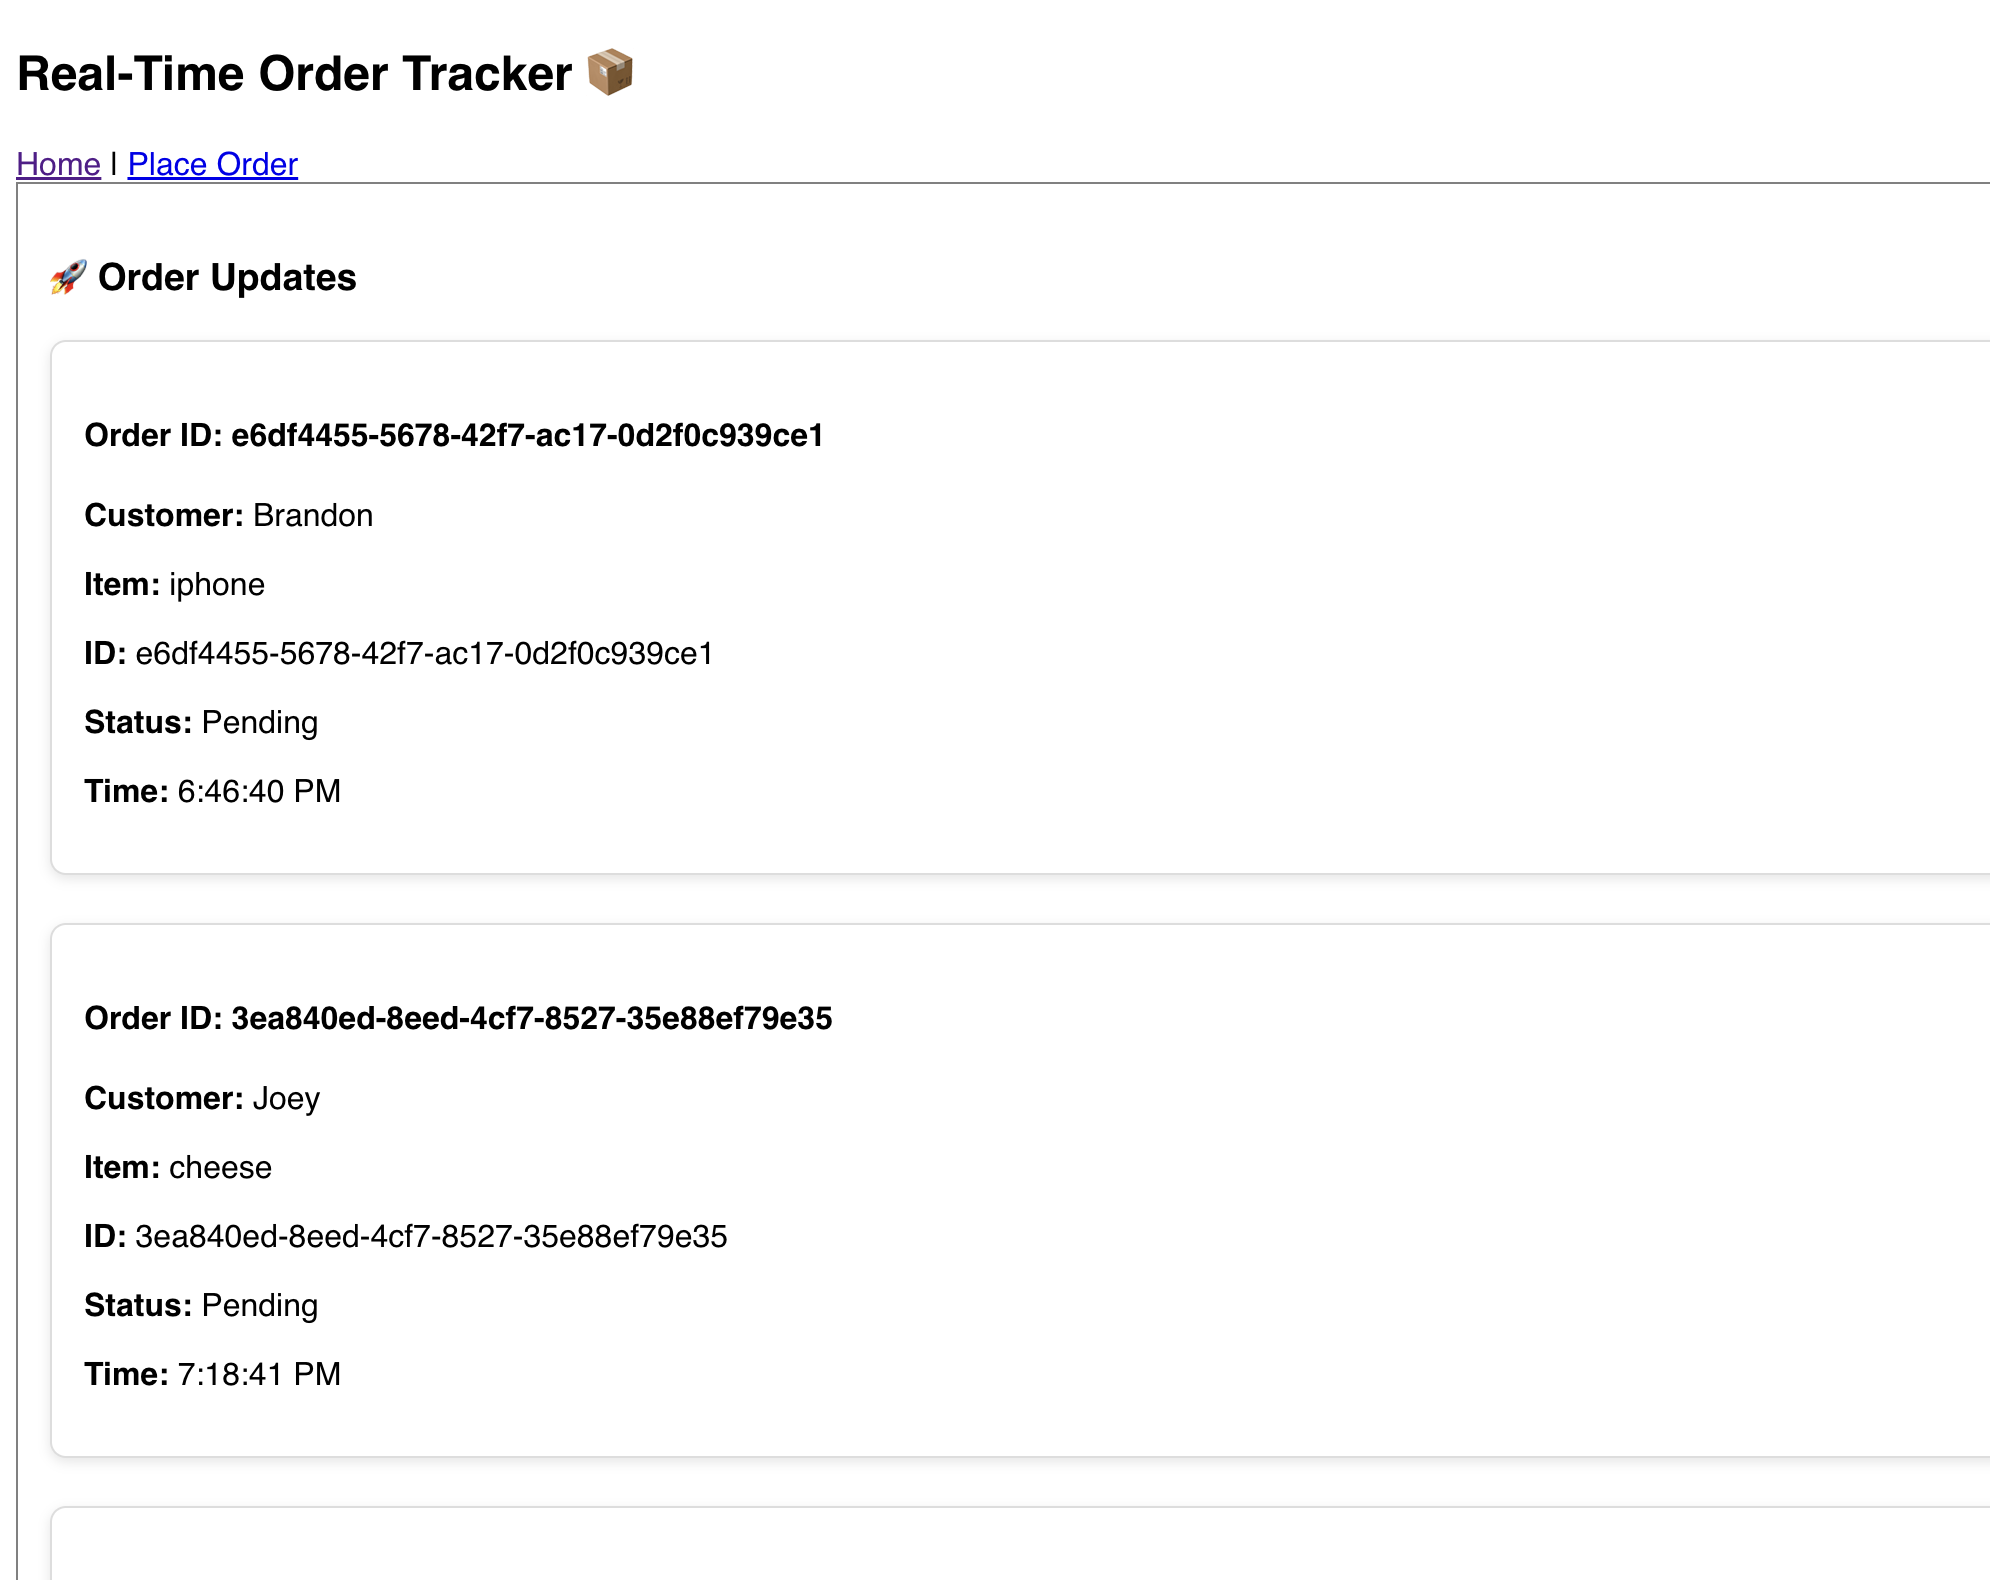 Real-Time Order Tracker 📦
Home | Place Order
🚀 Order Updates
Order ID: e6df4455-5678-42f7-ac17-0d2f0c939ce1
Customer: Brandon
Item: iphone
ID: e6df4455-5678-42f7-ac17-0d2f0c939ce1
Status: Pending
Time: 6:46:40 PM
Order ID: 3ea840ed-8eed-4cf7-8527-35e88ef79e35
Customer: Joey
Item: cheese
ID: 3ea840ed-8eed-4cf7-8527-35e88ef79e35
Status: Pending
Time: 7:18:41 PM